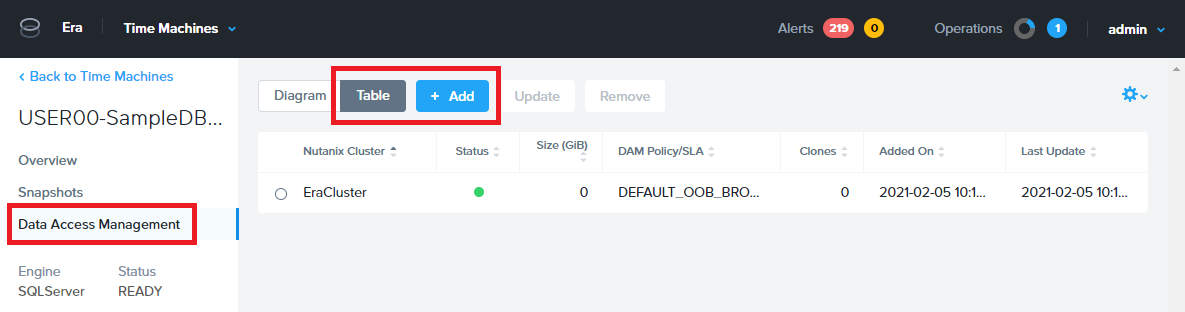 Era Time Machines Alerts 219 0 Operations 1 admin
Back to Time Machines
USER00-SampleDB...
Overview
Snapshots
Data Access Management
Engine Status
SQLServer READY
Diagram Table + Add Update Remove
Nutanix Cluster Status Size (GiB) DAM Policy/SLA Clones Added On Last Update
EraCluster 0 DEFAULT_OOB_BRO... 0 2021-02-05 10:1... 2021-02-05 10:1...